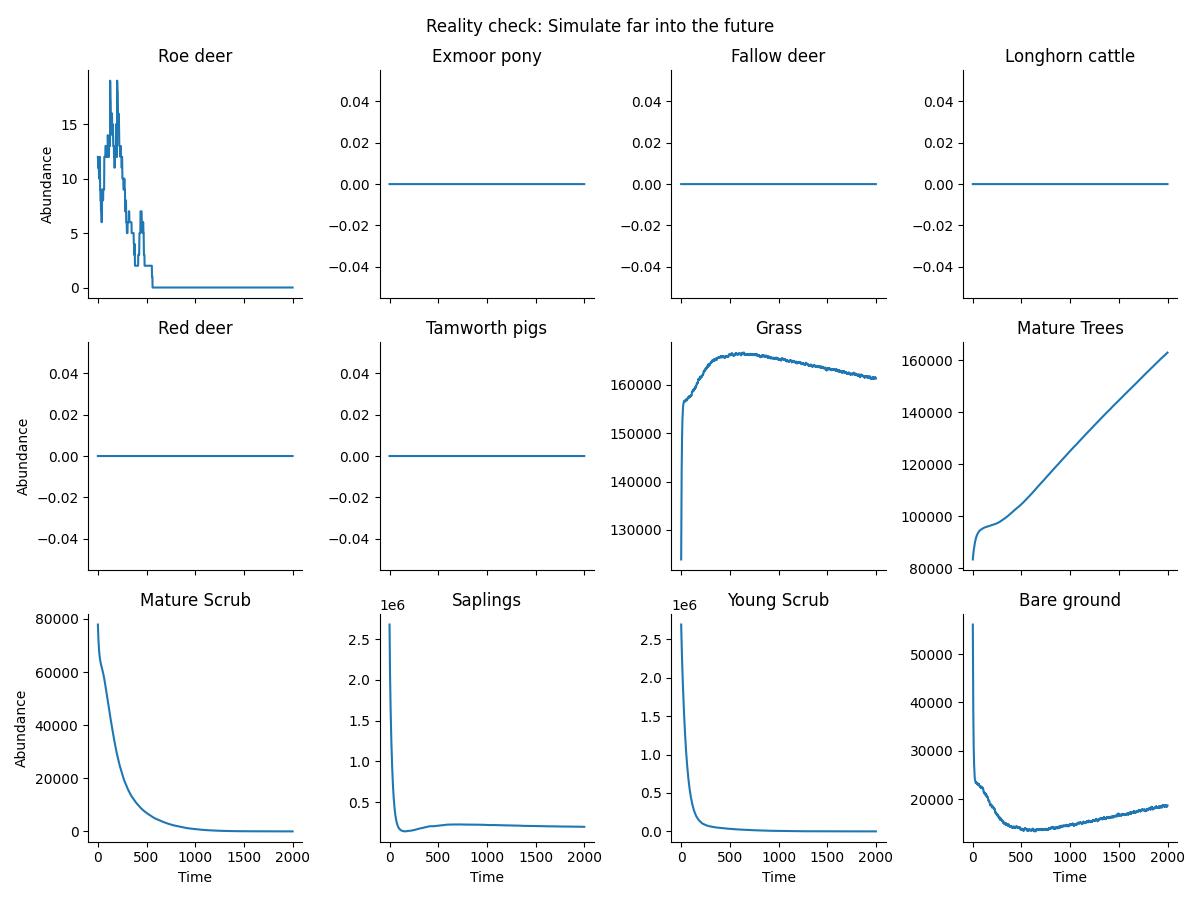 Reality check: Simulate far into the future
Roe deer
Exmoor pony
Fallow deer
Longhorn cattle
Abundance
15
10
5
0
0.04
0.02
0.00
−0.02
−0.04
0.04
0.02
0.00
−0.02
−0.04
0.04
0.02
0.00
−0.02
−0.04
Red deer
Tamworth pigs
Grass
Mature Trees
Abundance
0.04
0.02
0.00
−0.02
−0.04
0.04
0.02
0.00
−0.02
−0.04
160000
150000
140000
130000
160000
140000
120000
100000
80000
Mature Scrub
Saplings
Young Scrub
Bare ground
Abundance
80000
60000
40000
20000
0
1e6
2.5
2.0
1.5
1.0
0.5
1e6
2.5
2.0
1.5
1.0
0.5
0.0
50000
40000
30000
20000
0 500 1000 1500 2000
0 500 1000 1500 2000
0 500 1000 1500 2000
0 500 1000 1500 2000
Time
Time
Time
Time